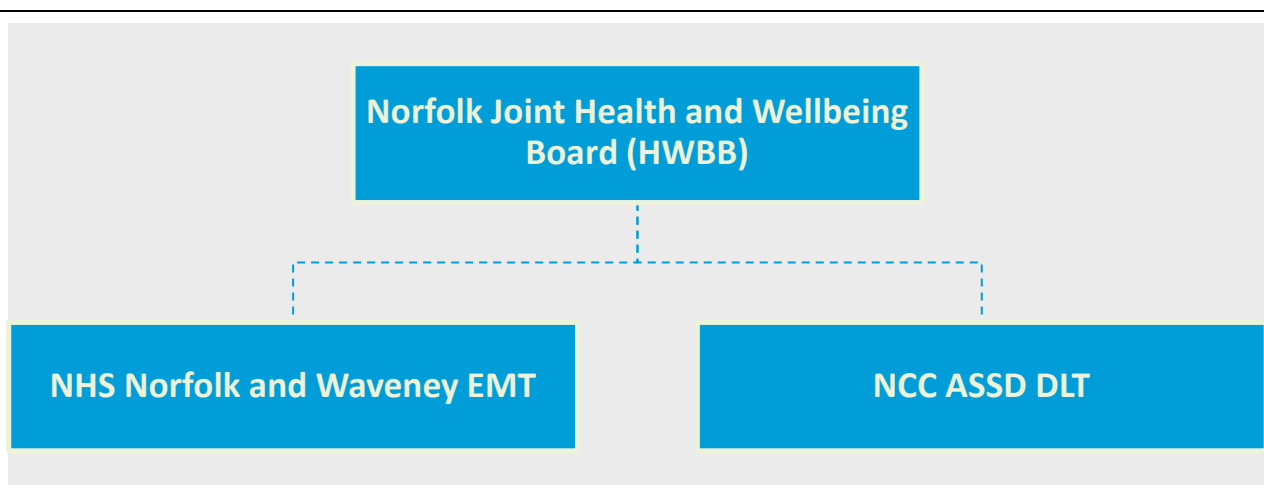 Norfolk Joint Health and Wellbeing
Board (HWBB)
NHS Norfolk and Waveney EMT
NCC ASSD DLT